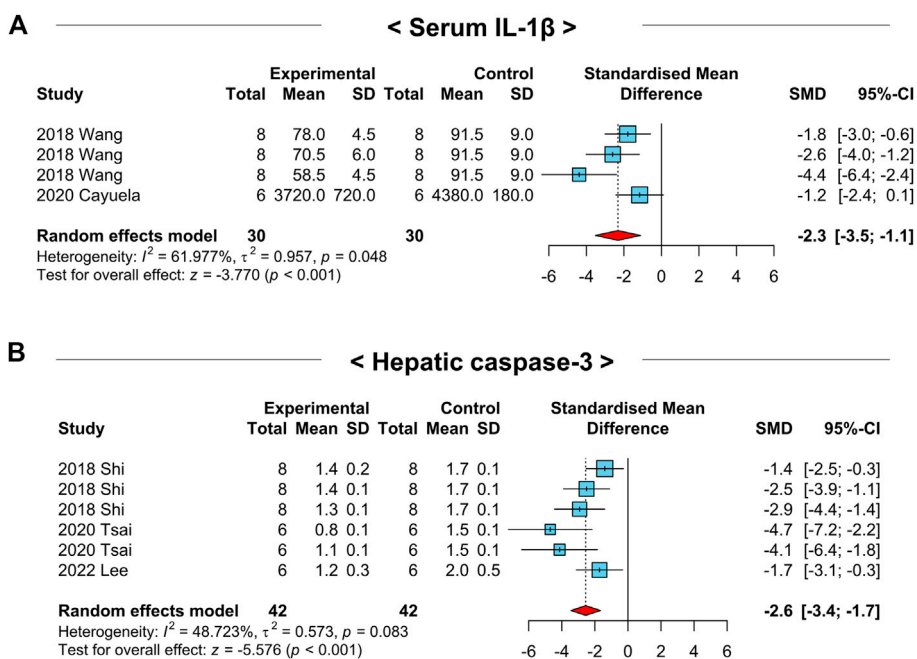 A
< Serum IL-1β >
Experimental Control Standardised Mean
Study Total Mean SD Total Mean SD Difference SMD 95%-CI
2018 Wang 8 78.0 4.5 8 91.5 9.0 -1.8 [-3.0; -0.6]
2018 Wang 8 70.5 6.0 8 91.5 9.0 -2.6 [-4.0; -1.2]
2018 Wang 8 58.5 4.5 8 91.5 9.0 -4.4 [-6.4; -2.4]
2020 Cayuela 6 3720.0 720.0 6 4380.0 180.0 -1.2 [-2.4; 0.1]
Random effects model 30 30 -2.3 [-3.5; -1.1]
Heterogeneity: I² = 61.977%, τ² = 0.957, p = 0.048
Test for overall effect: z = -3.770 (p < 0.001)
-6 -4 -2 0 2 4 6
B
< Hepatic caspase-3 >
Experimental Control Standardised Mean
Study Total Mean SD Total Mean SD Difference SMD 95%-CI
2018 Shi 8 1.4 0.2 8 1.7 0.1 -1.4 [-2.5; -0.3]
2018 Shi 8 1.4 0.1 8 1.7 0.1 -2.5 [-3.9; -1.1]
2018 Shi 8 1.3 0.1 8 1.7 0.1 -2.9 [-4.4; -1.4]
2020 Tsai 6 0.8 0.1 6 1.5 0.1 -4.7 [-7.2; -2.2]
2020 Tsai 6 1.1 0.1 6 1.5 0.1 -4.1 [-6.4; -1.8]
2022 Lee 6 1.2 0.3 6 2.0 0.5 -1.7 [-3.1; -0.3]
Random effects model 42 42 -2.6 [-3.4; -1.7]
Heterogeneity: I² = 48.723%, τ² = 0.573, p = 0.083
Test for overall effect: z = -5.576 (p < 0.001)
-6 -4 -2 0 2 4 6